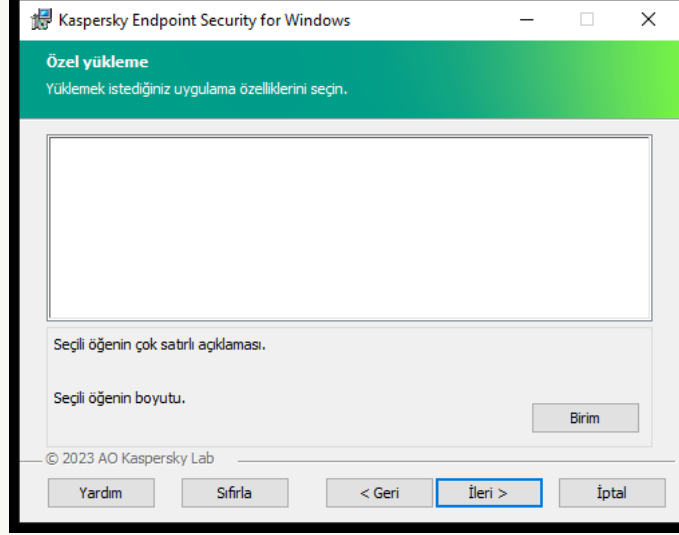 Kaspersky Endpoint Security for Windows
Özel yükleme
Yüklemek istediğiniz uygulama özelliklerini seçin.
Seçili öğenin çok satırlı açıklaması.
Seçili öğenin boyutu.
Birim
© 2023 AO Kaspersky Lab
Yardım Sıfırla < Geri İleri > İptal